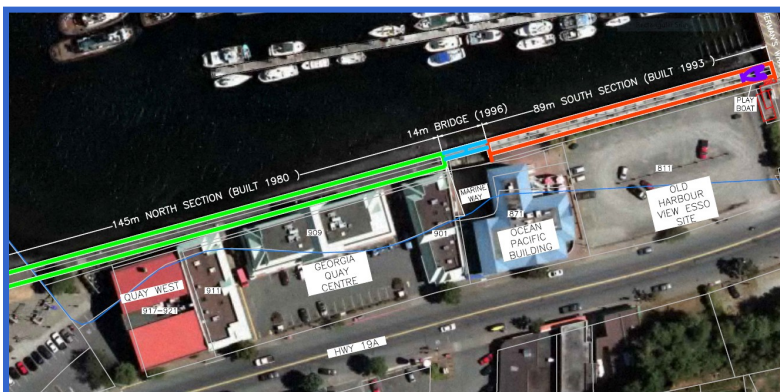 145m NORTH SECTION (BUILT 1980 )
14m BRIDGE (1996)
89m SOUTH SECTION (BUILT 1993)
PLAY
BOAT
MARINE
WAY
811
OLD
HARBOUR
VIEW ESSO
SITE
871
OCEAN
PACIFIC
BUILDING
901
909
GEORGIA
QUAY
CENTRE
911
QUAY WEST
917-921
HWY 19A